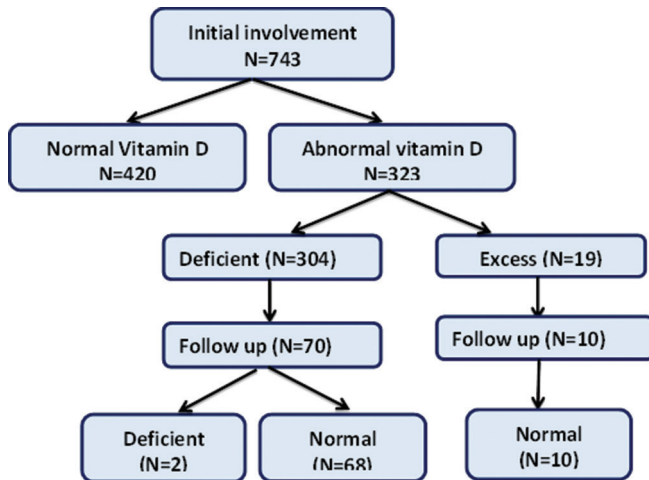 Initial involvement
N=743
Normal Vitamin D
N=420
Abnormal vitamin D
N=323
Deficient (N=304)
Excess (N=19)
Follow up (N=70)
Follow up (N=10)
Deficient
(N=2)
Normal
(N=68)
Normal
(N=10)